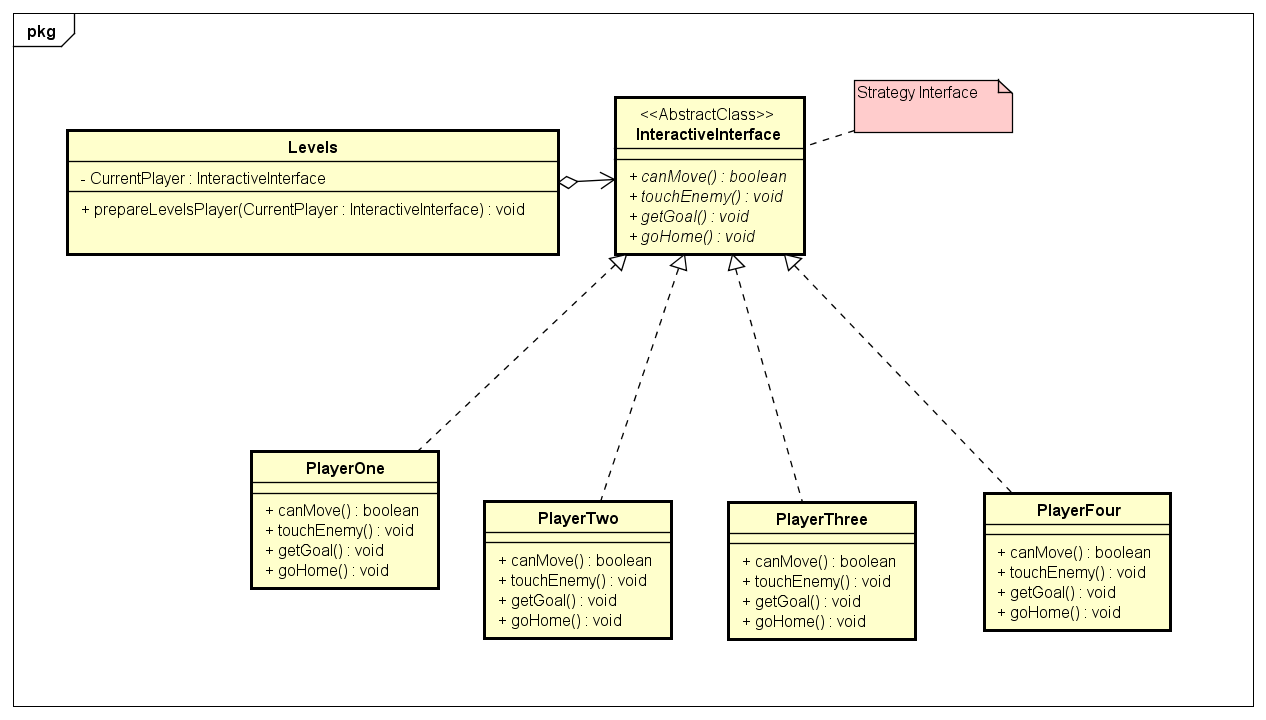 pkg
Strategy Interface
<<AbstractClass>>
InteractiveInterface
+ canMove() : boolean
+ touchEnemy() : void
+ getGoal() : void
+ goHome() : void
Levels
- CurrentPlayer : InteractiveInterface
+ prepareLevelsPlayer(CurrentPlayer : InteractiveInterface) : void
PlayerOne
+ canMove() : boolean
+ touchEnemy() : void
+ getGoal() : void
+ goHome() : void
PlayerTwo
+ canMove() : boolean
+ touchEnemy() : void
+ getGoal() : void
+ goHome() : void
PlayerThree
+ canMove() : boolean
+ touchEnemy() : void
+ getGoal() : void
+ goHome() : void
PlayerFour
+ canMove() : boolean
+ touchEnemy() : void
+ getGoal() : void
+ goHome() : void